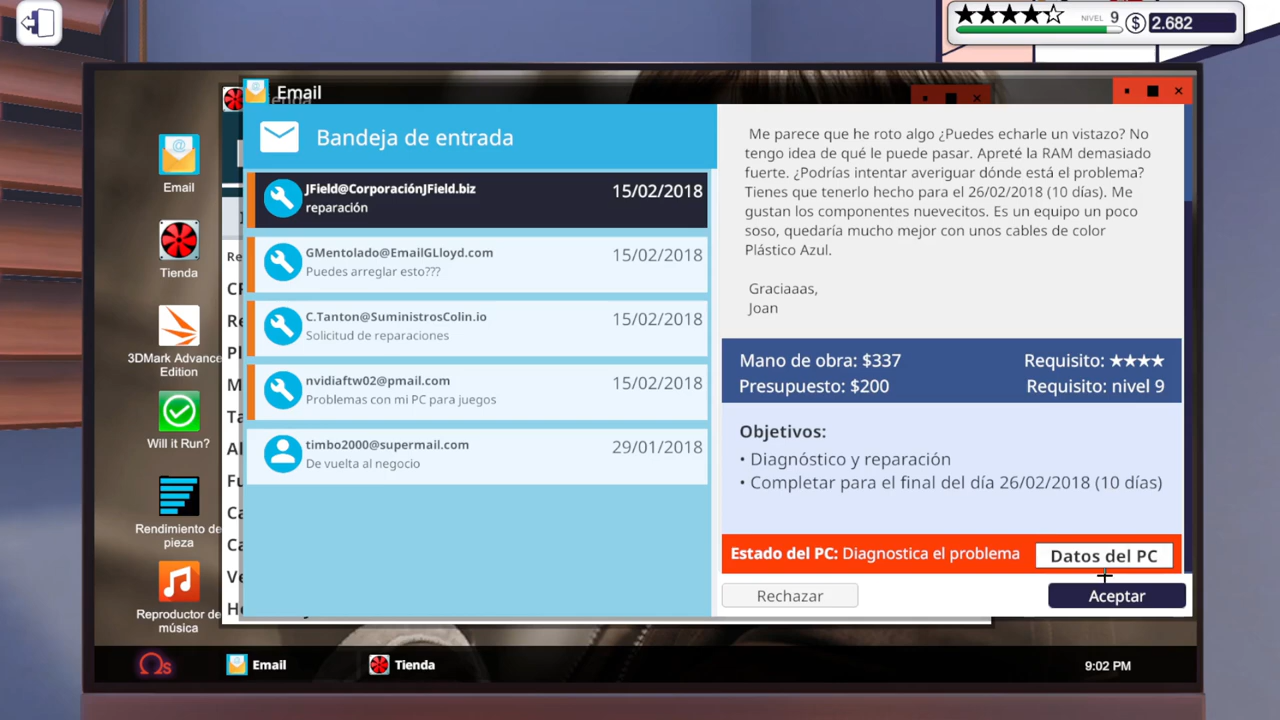 NIVEL 9
$ 2.682
Email
Tienda
Bandeja de entrada
JField@CorporaciónJField.biz
15/02/2018
reparación
GMentolado@EmailGLloyd.com
15/02/2018
Puedes arreglar esto???
C.Tanton@SuministrosColin.io
15/02/2018
Solicitud de reparaciones
nvidiaftw02@pmail.com
15/02/2018
Problemas con mi PC para juegos
timbo2000@supermail.com
29/01/2018
De vuelta al negocio
Me parece que he roto algo ¿Puedes echarle un vistazo? No
tengo idea de qué le puede pasar. Apreté la RAM demasiado
fuerte. ¿Podrías intentar averiguar dónde está el problema?
Tienes que tenerlo hecho para el 26/02/2018 (10 días). Me
gustan los componentes nuevecitos. Es un equipo un poco
soso, quedaría mucho mejor con unos cables de color
Plástico Azul.
Graciaaas,
Joan
Mano de obra: $337
Requisito: ★★★★
Presupuesto: $200
Requisito: nivel 9
Objetivos:
• Diagnóstico y reparación
• Completar para el final del día 26/02/2018 (10 días)
Estado del PC: Diagnostica el problema
Datos del PC
Rechazar
Aceptar
Email
Tienda
3DMark Advance
Edition
Will it Run?
Rendimiento de
pieza
Reproductor de
música
Ωs
Email
Tienda
9:02 PM